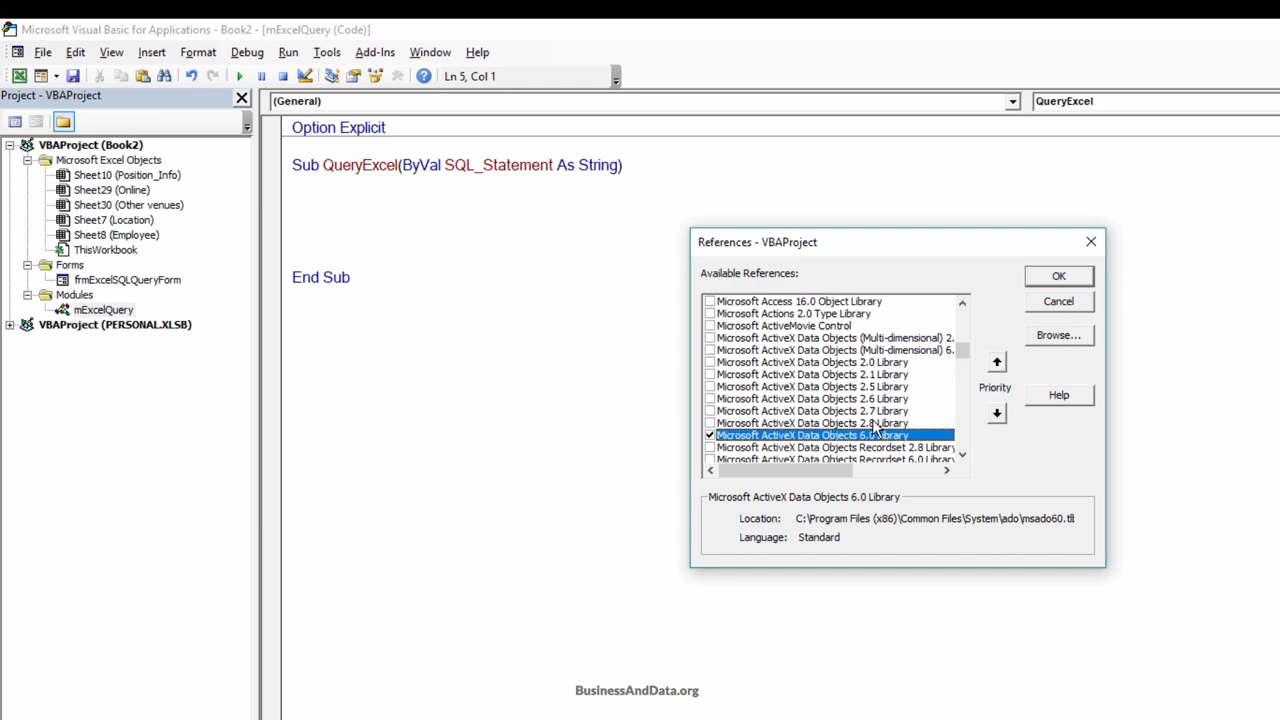 Microsoft Visual Basic for Applications - Book2 - [mExcelQuery (Code)]
File Edit View Insert Format Debug Run Tools Add-Ins Window Help
Ln 5, Col 1
Project - VBAProject
(General)
QueryExcel
VBAProject (Book2)
Microsoft Excel Objects
Sheet10 (Position_Info)
Sheet29 (Online)
Sheet30 (Other venues)
Sheet7 (Location)
Sheet8 (Employee)
ThisWorkbook
Forms
frmExcelSQLQueryForm
Modules
mExcelQuery
VBAProject (PERSONAL.XLSB)
Option Explicit
Sub QueryExcel(ByVal SQL_Statement As String)
End Sub
References - VBAProject
Available References:
Microsoft Access 16.0 Object Library
Microsoft Actions 2.0 Type Library
Microsoft ActiveMovie Control
Microsoft ActiveX Data Objects (Multi-dimensional) 2.
Microsoft ActiveX Data Objects (Multi-dimensional) 6.
Microsoft ActiveX Data Objects 2.0 Library
Microsoft ActiveX Data Objects 2.1 Library
Microsoft ActiveX Data Objects 2.5 Library
Microsoft ActiveX Data Objects 2.6 Library
Microsoft ActiveX Data Objects 2.7 Library
Microsoft ActiveX Data Objects 2.8 Library
Microsoft ActiveX Data Objects 6.0 Library
Microsoft ActiveX Data Objects Recordset 2.8 Library
Microsoft ActiveX Data Objects Recordset 6.0 Library
OK
Cancel
Browse...
Priority
Help
Microsoft ActiveX Data Objects 6.0 Library
Location: C:\Program Files (x86)\Common Files\System\ado\msado60.tlb
Language: Standard
BusinessAndData.org